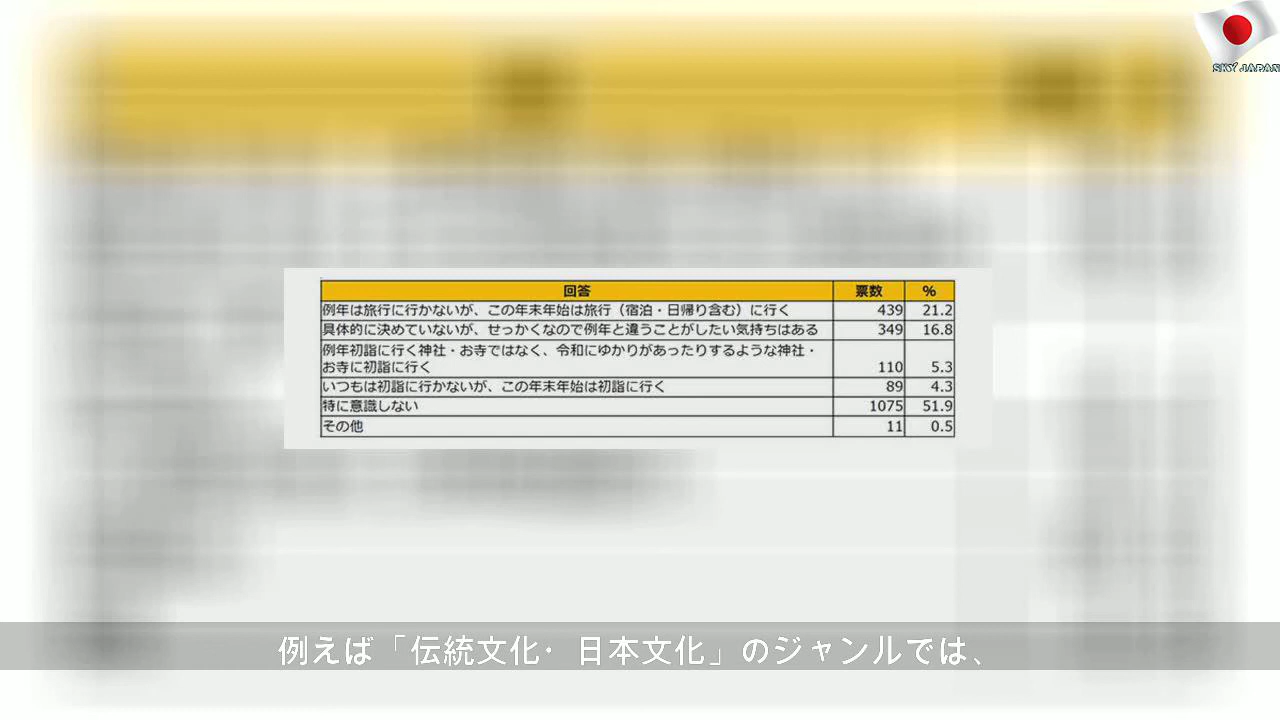 SKY JAPAN
回答 票数 %
例年は旅行に行かないが、この年末年始は旅行（宿泊・日帰り含む）に行く 439 21.2
具体的に決めていないが、せっかくなので例年と違うことがしたい気持ちはある 349 16.8
例年初詣に行く神社・お寺ではなく、令和にゆかりがあったりするような神社・
お寺に初詣に行く 110 5.3
いつもは初詣に行かないが、この年末年始は初詣に行く 89 4.3
特に意識しない 1075 51.9
その他 11 0.5
例えば「伝統文化・日本文化」のジャンルでは、